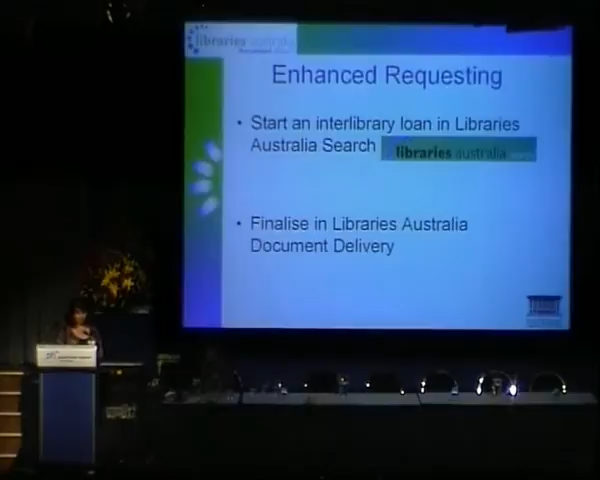 libraries australia
Enhanced Requesting
• Start an interlibrary loan in Libraries
Australia Search
libraries australia
• Finalise in Libraries Australia
Document Delivery